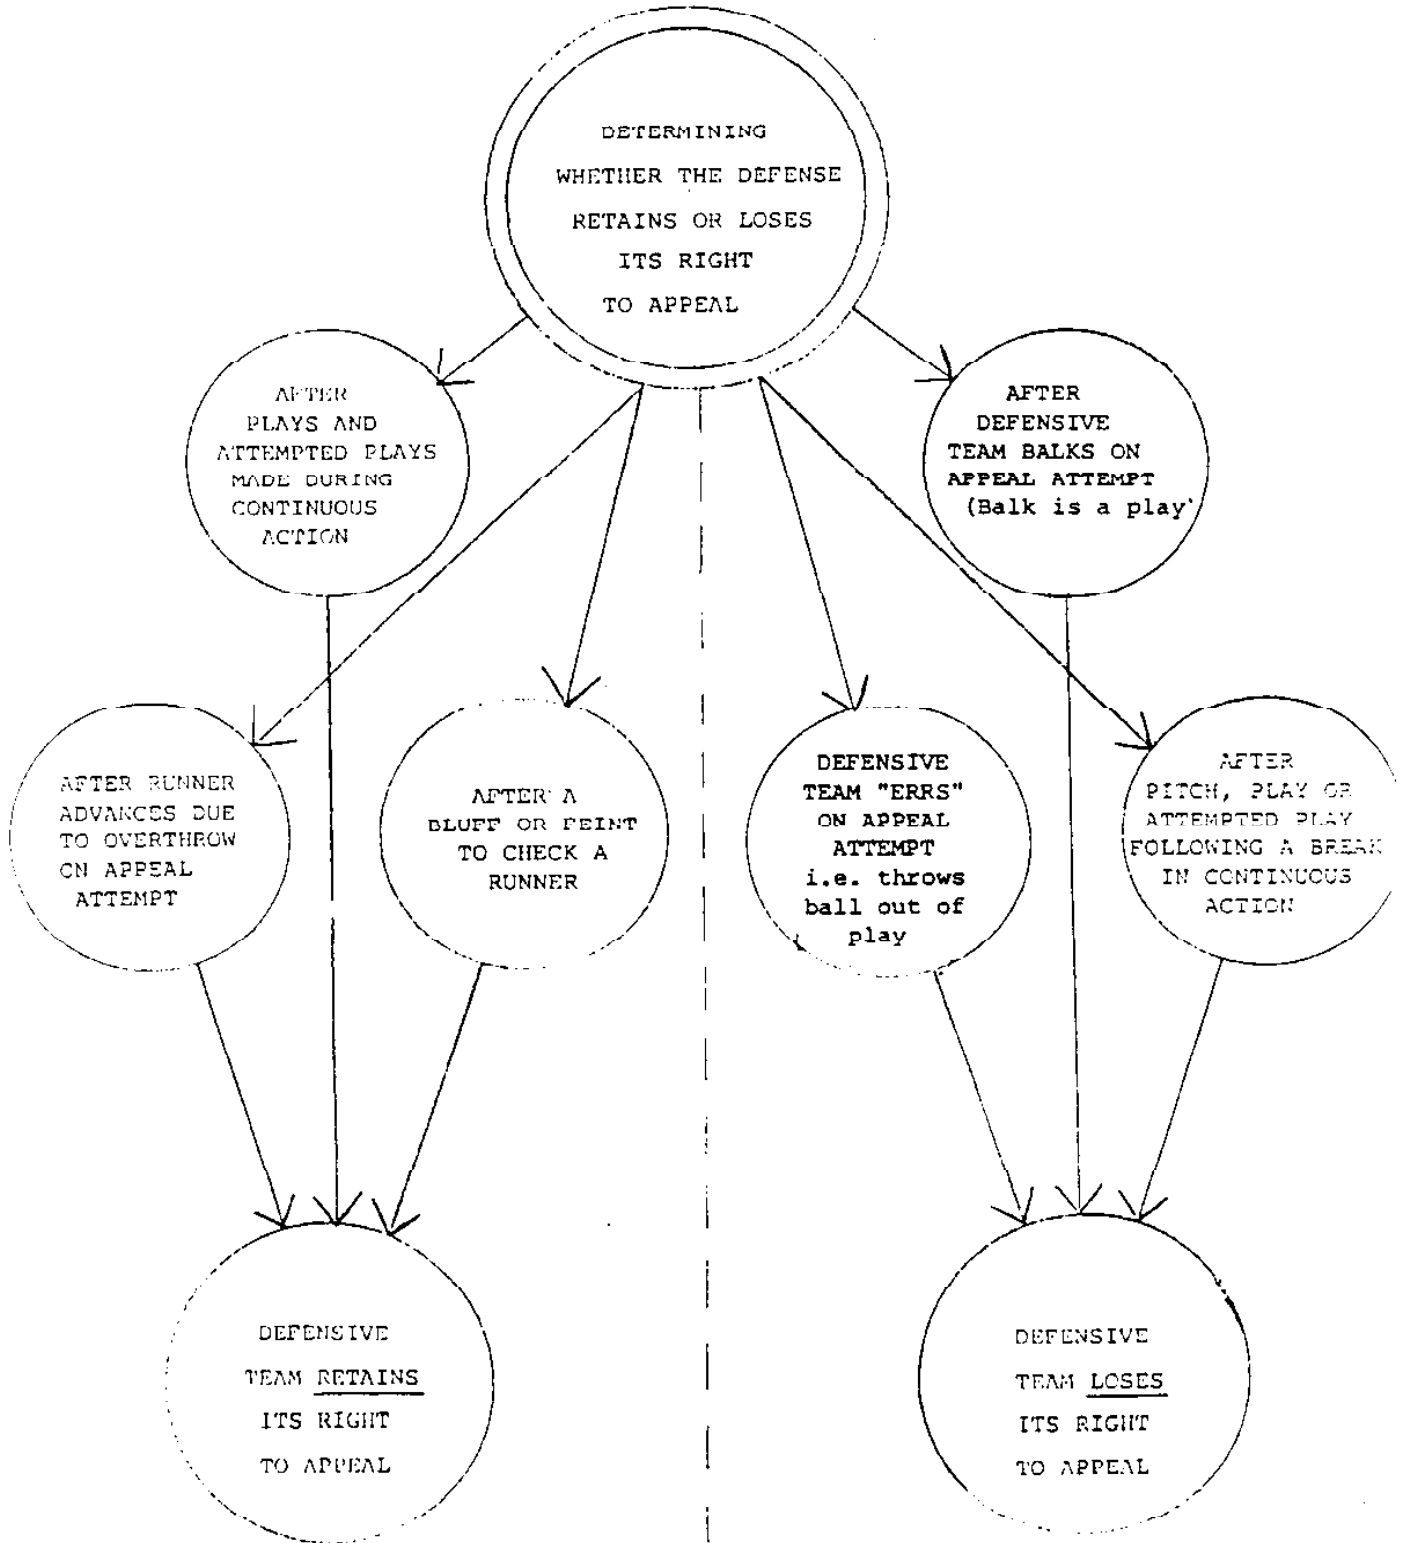 DETERMINING
WHETHER THE DEFENSE
RETAINS OR LOSES
ITS RIGHT
TO APPEAL
AFTER
PLAYS AND
ATTEMPTED PLAYS
MADE DURING
CONTINUOUS
ACTION
AFTER
DEFENSIVE
TEAM BALKS ON
APPEAL ATTEMPT
(Balk is a play'
AFTER RUNNER
ADVANCES DUE
TO OVERTHROW
ON APPEAL
ATTEMPT
AFTER A
BLUFF OR FEINT
TO CHECK A
RUNNER
DEFENSIVE
TEAM "ERRS"
ON APPEAL
ATTEMPT
i.e. throws
ball out of
play
AFTER
PITCH, PLAY OR
ATTEMPTED PLAY
FOLLOWING A BREAK
IN CONTINUOUS
ACTION
DEFENSIVE
TEAM RETAINS
ITS RIGHT
TO APPEAL
DEFENSIVE
TEAM LOSES
ITS RIGHT
TO APPEAL